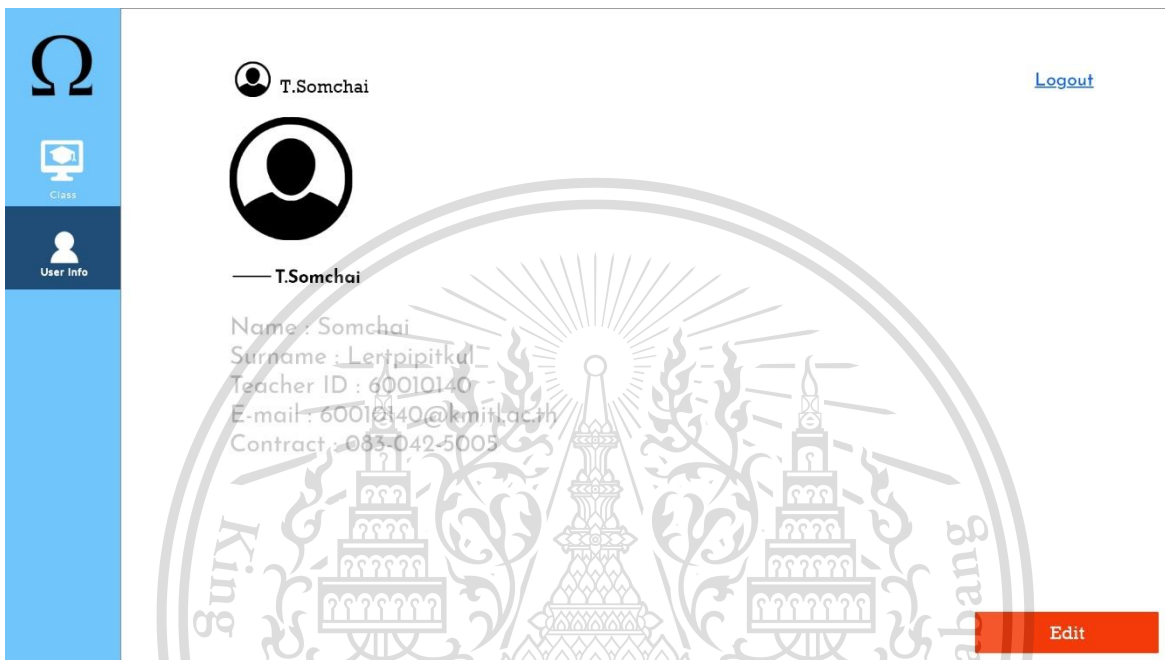 Ω
T.Somchai
Logout
Class
User Info
T.Somchai
Name : Somchai
Surname : Lertpipitkul
Teacher ID : 60010140
E-mail : 60010140@kmitl.ac.th
Contract : 083-042-5005
King
Edit